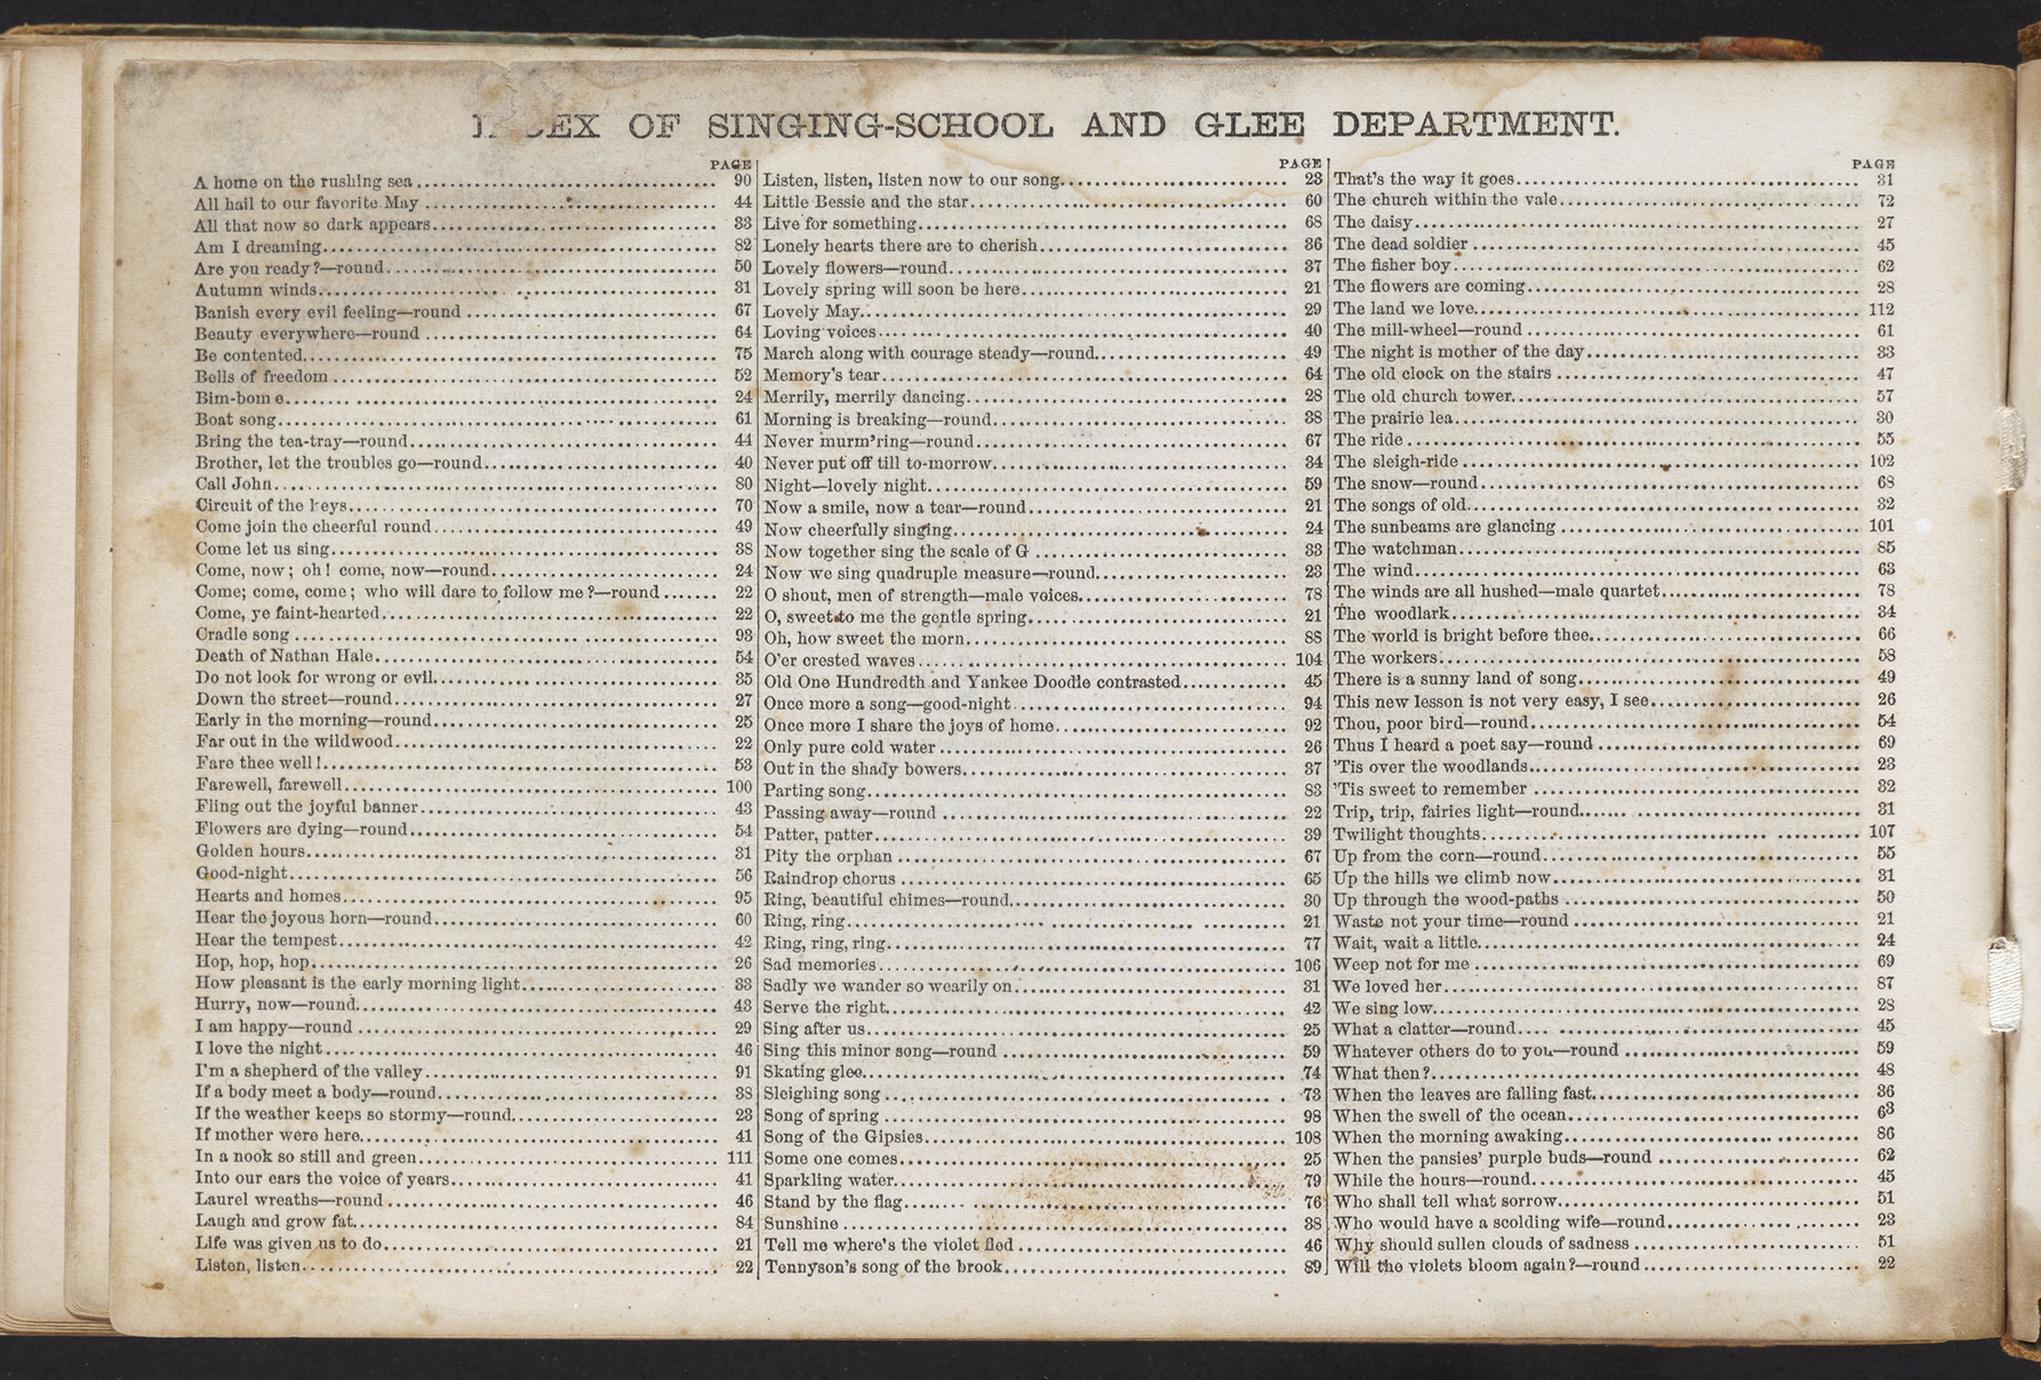 INDEX OF SINGING-SCHOOL AND GLEE DEPARTMENT.
PAGE
A home on the rushing sea 90
All hail to our favorite May 44
All that now so dark appears 33
Am I dreaming 82
Are you ready?—round 50
Autumn winds 31
Banish every evil feeling—round 67
Beauty everywhere—round 64
Be contented 75
Bells of freedom 52
Bim-bom e 24
Boat song 61
Bring the tea-tray—round 44
Brother, let the troubles go—round 40
Call John 80
Circuit of the keys 70
Come join the cheerful round 49
Come let us sing 38
Come, now; oh! come, now—round 24
Come; come, come; who will dare to follow me?—round 22
Come, ye faint-hearted 22
Cradle song 93
Death of Nathan Hale 54
Do not look for wrong or evil 35
Down the street—round 27
Early in the morning—round 25
Far out in the wildwood 22
Fare thee well! 53
Farewell, farewell 100
Fling out the joyful banner 43
Flowers are dying—round 54
Golden hours 31
Good-night 56
Hearts and homes 95
Hear the joyous horn—round 60
Hear the tempest 42
Hop, hop, hop 26
How pleasant is the early morning light 33
Hurry, now—round 43
I am happy—round 29
I love the night 46
I'm a shepherd of the valley 91
If a body meet a body—round 38
If the weather keeps so stormy—round 23
If mother were here 41
In a nook so still and green 111
Into our ears the voice of years 41
Laurel wreaths—round 46
Laugh and grow fat 84
Life was given us to do 21
Listen, listen 22
PAGE
Listen, listen, listen now to our song 23
Little Bessie and the star 60
Live for something 68
Lonely hearts there are to cherish 36
Lovely flowers—round 37
Lovely spring will soon be here 21
Lovely May 29
Loving voices 40
March along with courage steady—round 49
Memory's tear 64
Merrily, merrily dancing 28
Morning is breaking—round 38
Never murm'ring—round 67
Never put off till to-morrow 34
Night—lovely night 59
Now a smile, now a tear—round 21
Now cheerfully singing 24
Now together sing the scale of G 33
Now we sing quadruple measure—round 23
O shout, men of strength—male voices 78
O, sweet to me the gentle spring 21
Oh, how sweet the morn 88
O'er crested waves 104
Old One Hundredth and Yankee Doodle contrasted 45
Once more a song—good-night 94
Once more I share the joys of home 92
Only pure cold water 26
Out in the shady bowers 37
Parting song 83
Passing away—round 22
Patter, patter 39
Pity the orphan 67
Raindrop chorus 65
Ring, beautiful chimes—round 30
Ring, ring 21
Ring, ring, ring 77
Sad memories 106
Sadly we wander so wearily on 31
Serve the right 42
Sing after us 25
Sing this minor song—round 59
Skating glee 74
Sleighing song 73
Song of spring 98
Song of the Gipsies 108
Some one comes 25
Sparkling water 79
Stand by the flag 76
Sunshine 38
Tell me where's the violet fled 46
Tennyson's song of the brook 89
PAGE
That's the way it goes 31
The church within the vale 72
The daisy 27
The dead soldier 45
The fisher boy 62
The flowers are coming 28
The land we love 112
The mill-wheel—round 61
The night is mother of the day 33
The old clock on the stairs 47
The old church tower 57
The prairie lea 30
The ride 55
The sleigh-ride 102
The snow—round 68
The songs of old 32
The sunbeams are glancing 101
The watchman 85
The wind 63
The winds are all hushed—male quartet 78
The woodlark 34
The world is bright before thee 66
The workers 58
There is a sunny land of song 49
This new lesson is not very easy, I see 26
Thou, poor bird—round 54
Thus I heard a poet say—round 69
'Tis over the woodlands 23
'Tis sweet to remember 32
Trip, trip, fairies light—round 31
Twilight thoughts 107
Up from the corn—round 55
Up the hills we climb now 31
Up through the wood-paths 50
Waste not your time—round 21
Wait, wait a little 24
Weep not for me 69
We loved her 87
We sing low 28
What a clatter—round 45
Whatever others do to you—round 59
What then? 48
When the leaves are falling fast 36
When the swell of the ocean 63
When the morning awaking 86
When the pansies' purple buds—round 62
While the hours—round 45
Who shall tell what sorrow 51
Who would have a scolding wife—round 23
Why should sullen clouds of sadness 51
Will the violets bloom again?—round 22